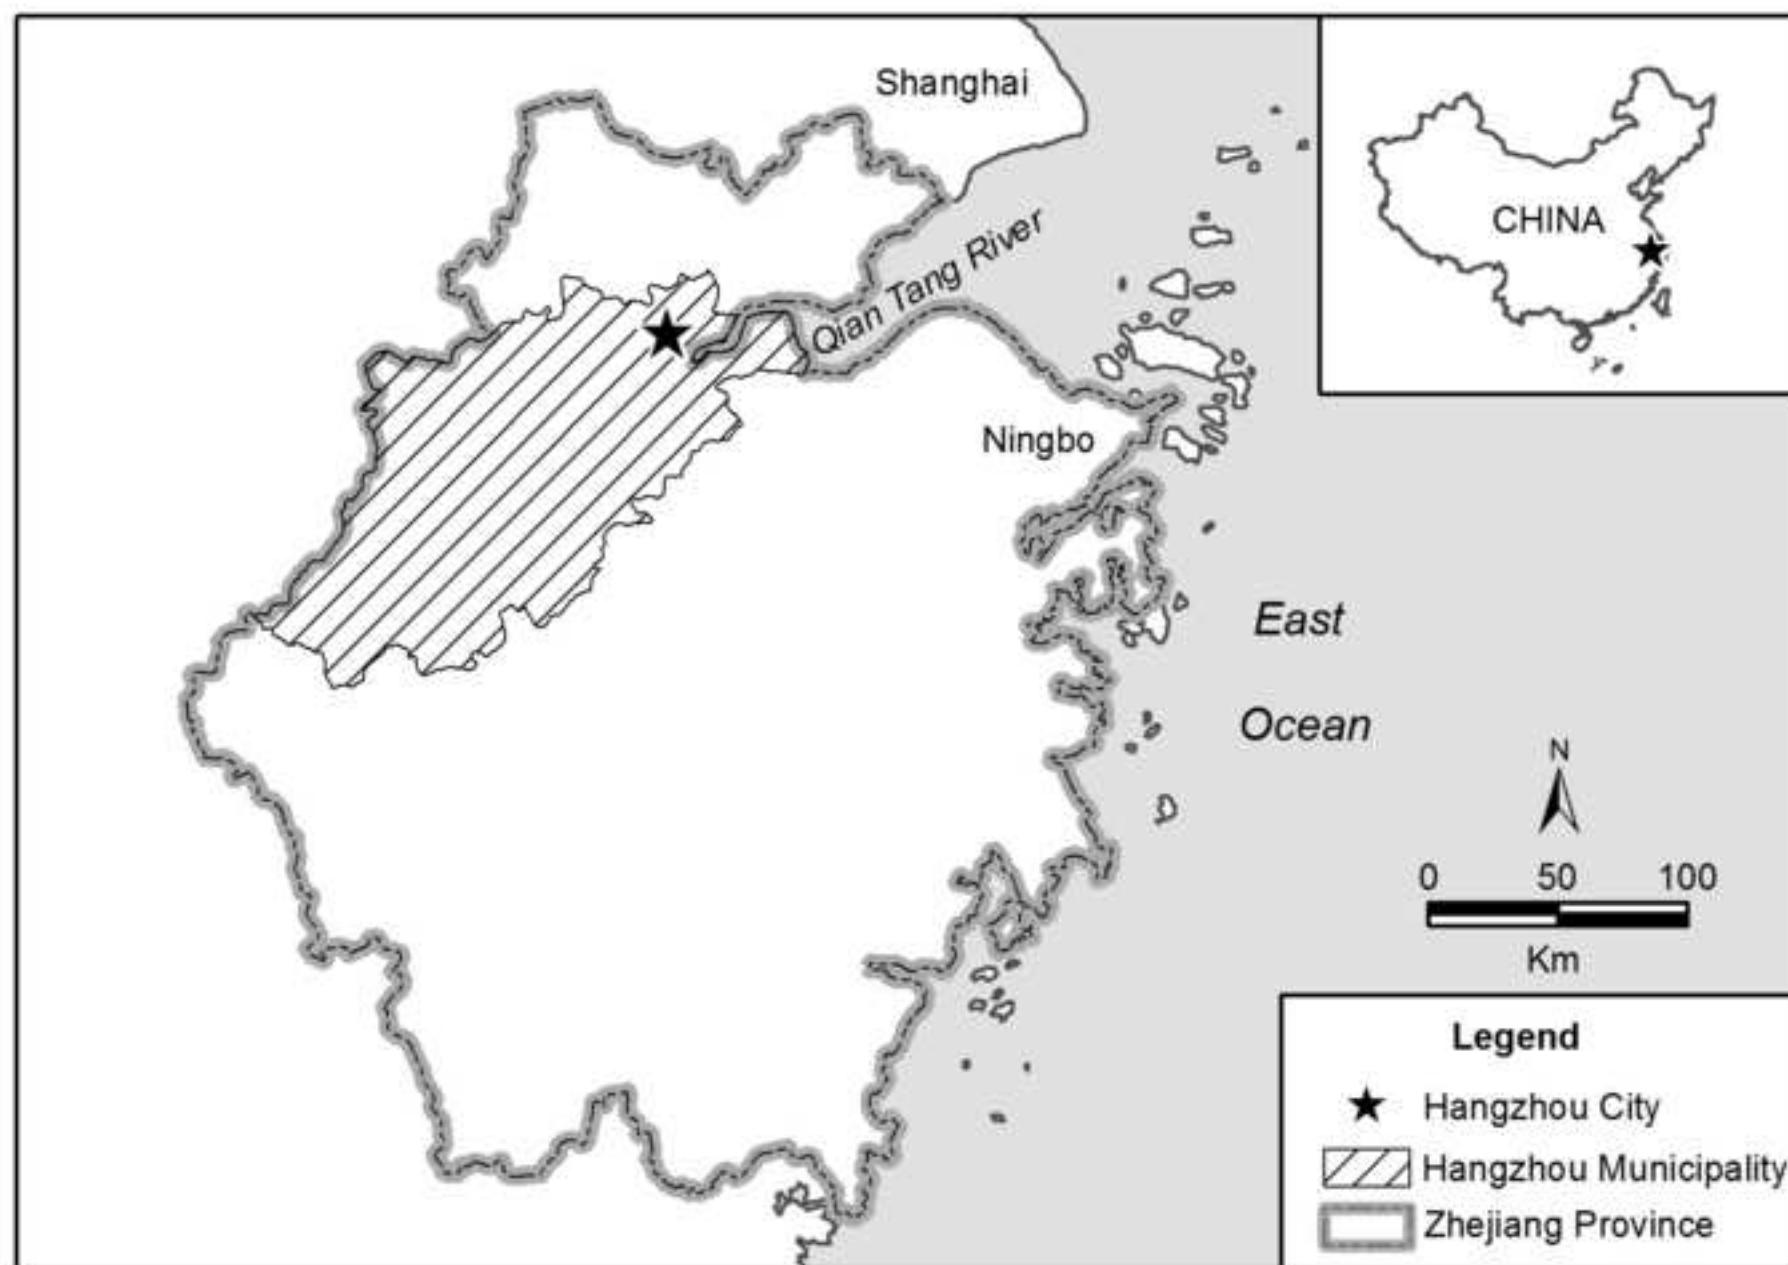 Shanghai
CHINA
Qian Tang River
Ningbo
East
Ocean
N
0 50 100
Km
Legend
Hangzhou City
Hangzhou Municipality
Zhejiang Province